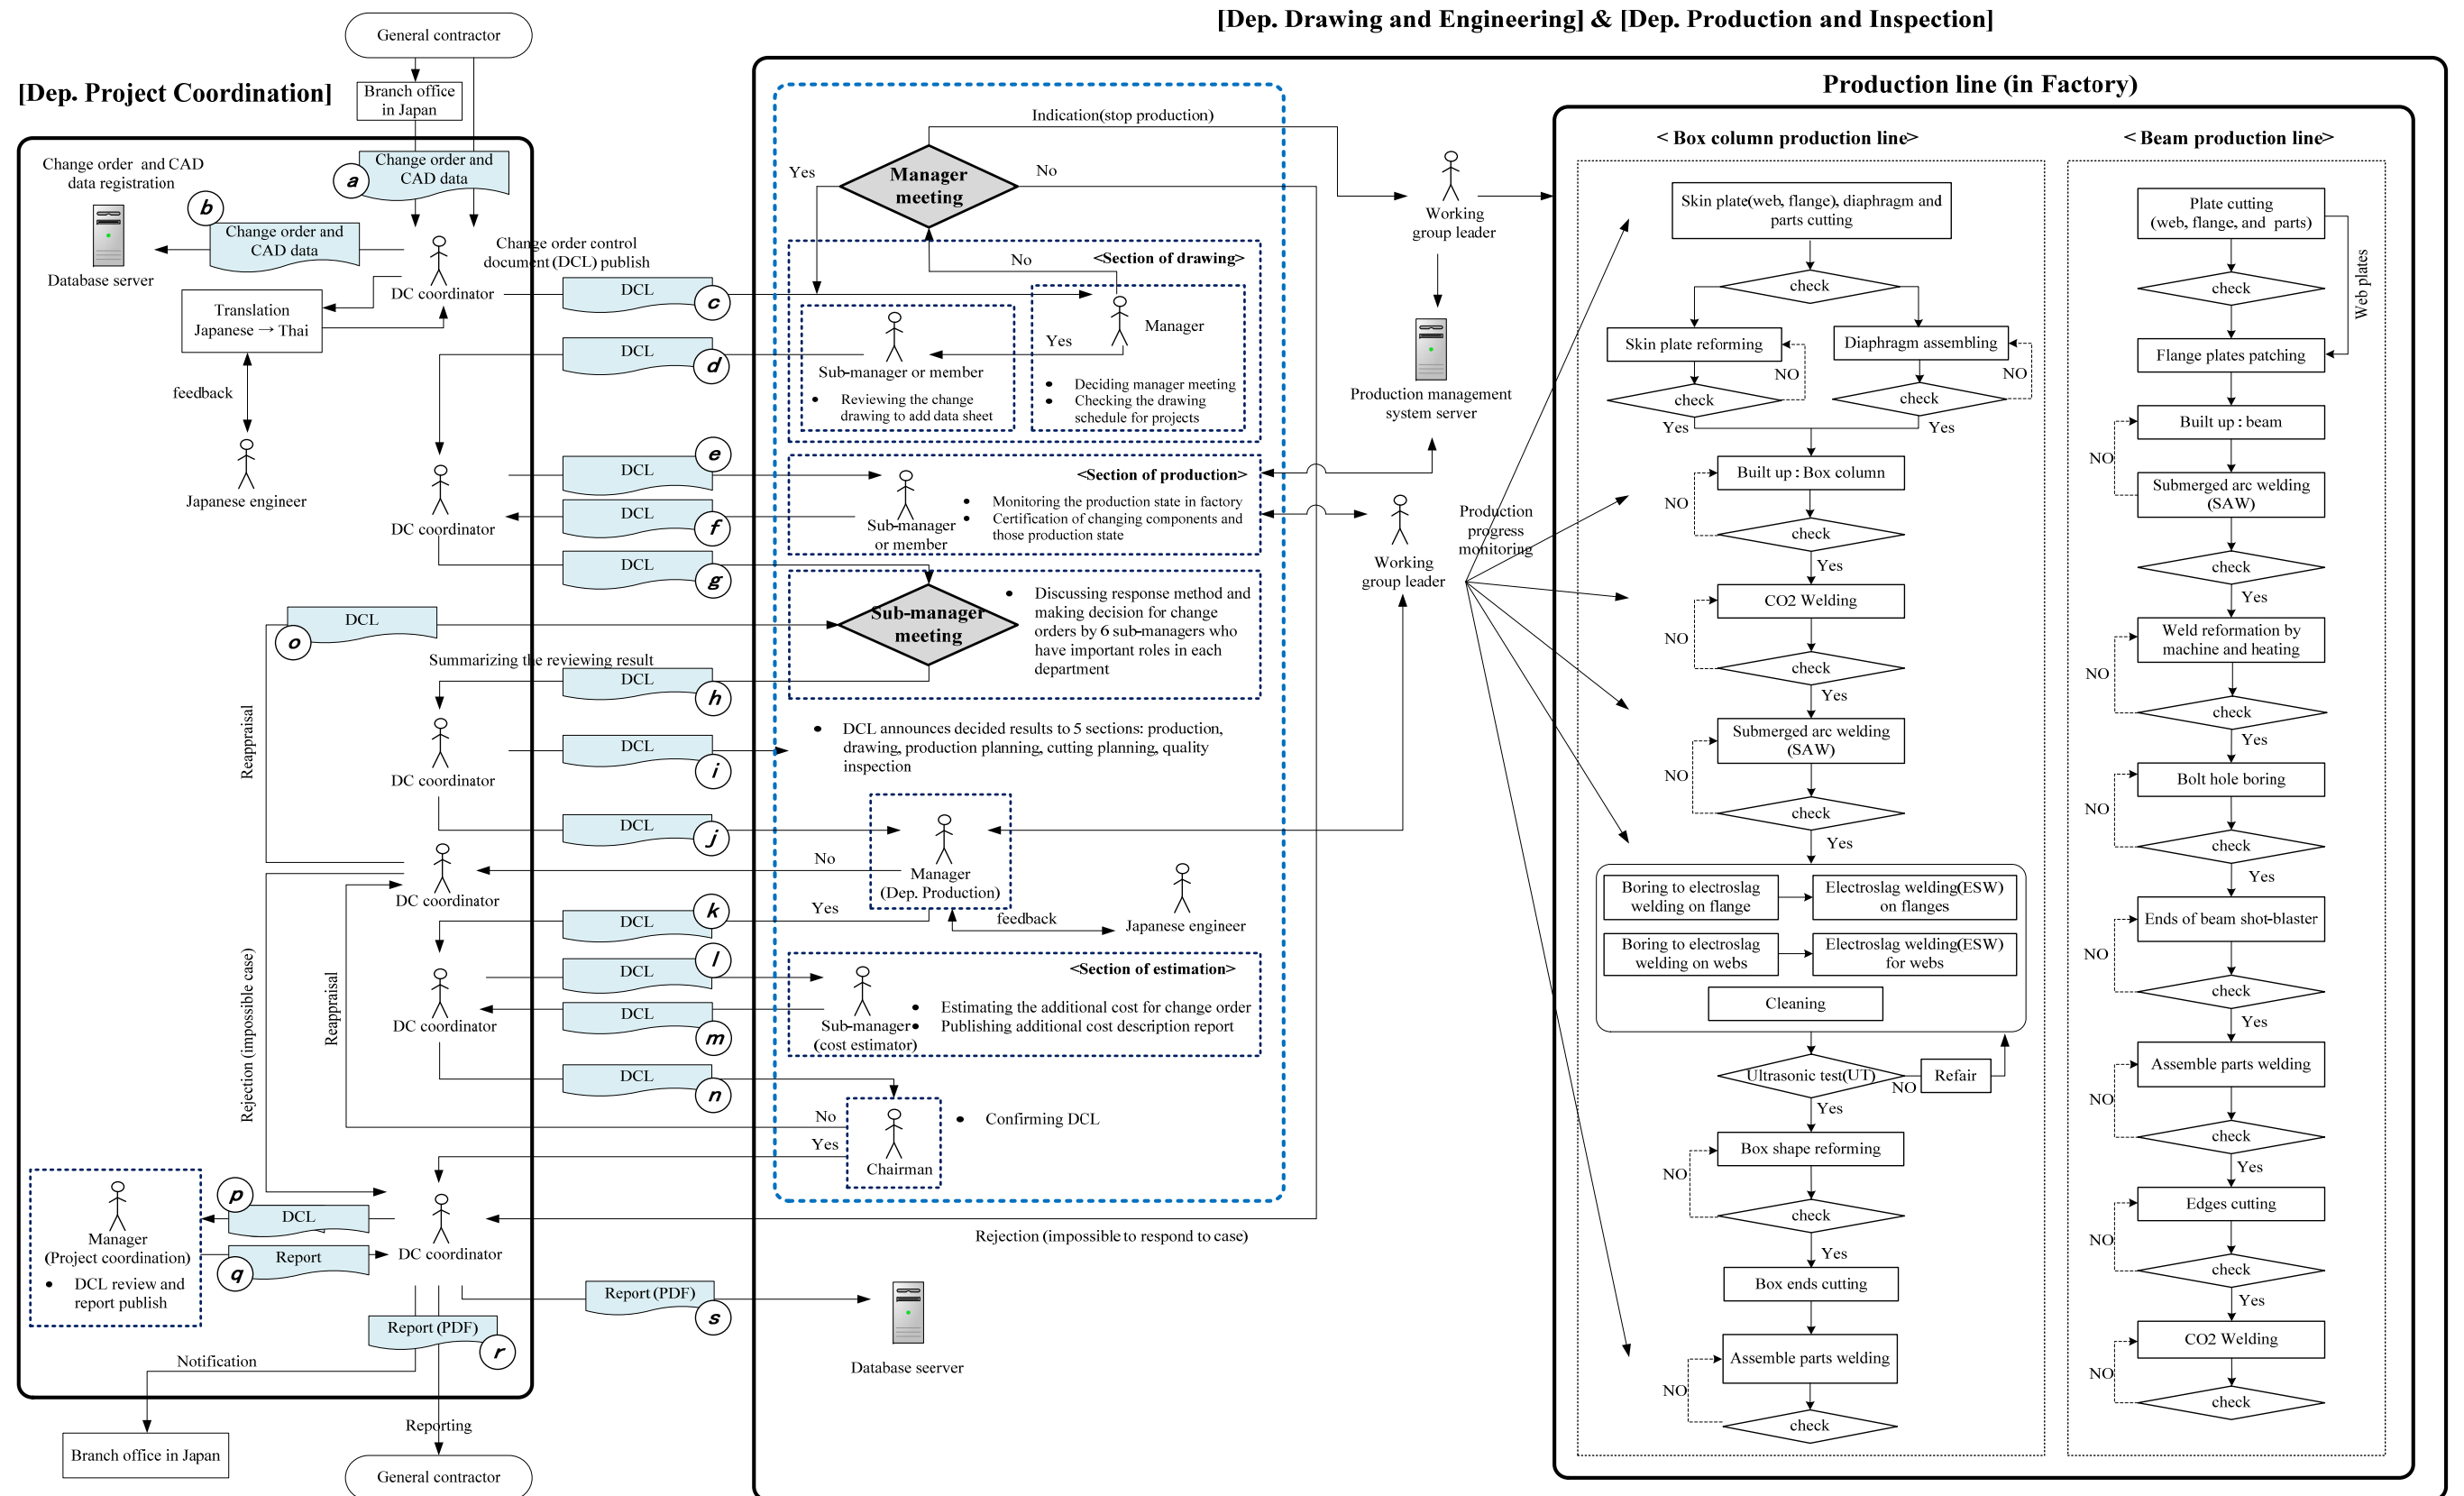 [Dep. Drawing and Engineering] & [Dep. Production and Inspection]
General contractor
[Dep. Project Coordination]
Branch office
in Japan
Change order and CAD
data registration
Change order and
CAD data
a
b
Change order and
CAD data
Database server
DC coordinator
Change order control
document (DCL) publish
Translation
Japanese → Thai
feedback
Japanese engineer
DCL
c
DCL
d
DC coordinator
DCL
e
DCL
f
DCL
g
DCL
o
Summarizing the reviewing result
DCL
h
DC coordinator
DCL
i
DCL
j
Reappraisal
DC coordinator
DCL
k
DCL
l
DC coordinator
DCL
m
DCL
n
Rejection (impossible case)
Reappraisal
p
DCL
Manager
(Project coordination)
• DCL review and
report publish
Report
q
DC coordinator
Report (PDF)
r
Report (PDF)
s
Database seerver
Notification
Reporting
Branch office in Japan
General contractor
Indication(stop production)
Yes
Manager
meeting
No
No
<Section of drawing>
Manager
Yes
Sub-manager or member
• Reviewing the change
drawing to add data sheet
• Deciding manager meeting
• Checking the drawing
schedule for projects
<Section of production>
• Monitoring the production state in factory
• Certification of changing components and
those production state
Sub-manager
or member
Sub-manager
meeting
• Discussing response method and
making decision for change
orders by 6 sub-managers who
have important roles in each
department
• DCL announces decided results to 5 sections: production,
drawing, production planning, cutting planning, quality
inspection
No
Manager
(Dep. Production)
Yes
feedback
Japanese engineer
<Section of estimation>
• Estimating the additional cost for change order
• Publishing additional cost description report
Sub-manager
(cost estimator)
No
Yes
• Confirming DCL
Chairman
Rejection (impossible to respond to case)
Working
group leader
Production management
system server
Working
group leader
Production
progress
monitoring
Production line (in Factory)
< Box column production line>
Skin plate(web, flange), diaphragm and
parts cutting
check
Skin plate reforming
Diaphragm assembling
NO
NO
check
check
Yes
Yes
Built up : Box column
NO
check
Yes
CO2 Welding
NO
check
Yes
Submerged arc welding
(SAW)
NO
check
Yes
Boring to electroslag
welding on flange
Electroslag welding(ESW)
on flanges
Boring to electroslag
welding on webs
Electroslag welding(ESW)
for webs
Cleaning
Ultrasonic test(UT)
NO
Refair
Yes
Box shape reforming
NO
check
Yes
Box ends cutting
Assemble parts welding
NO
check
< Beam production line>
Plate cutting
(web, flange, and parts)
Web plates
check
Flange plates patching
Built up : beam
NO
Submerged arc welding
(SAW)
check
Yes
Weld reformation by
machine and heating
NO
check
Yes
Bolt hole boring
NO
check
Yes
Ends of beam shot-blaster
NO
check
Yes
Assemble parts welding
NO
check
Yes
Edges cutting
NO
check
Yes
CO2 Welding
NO
check